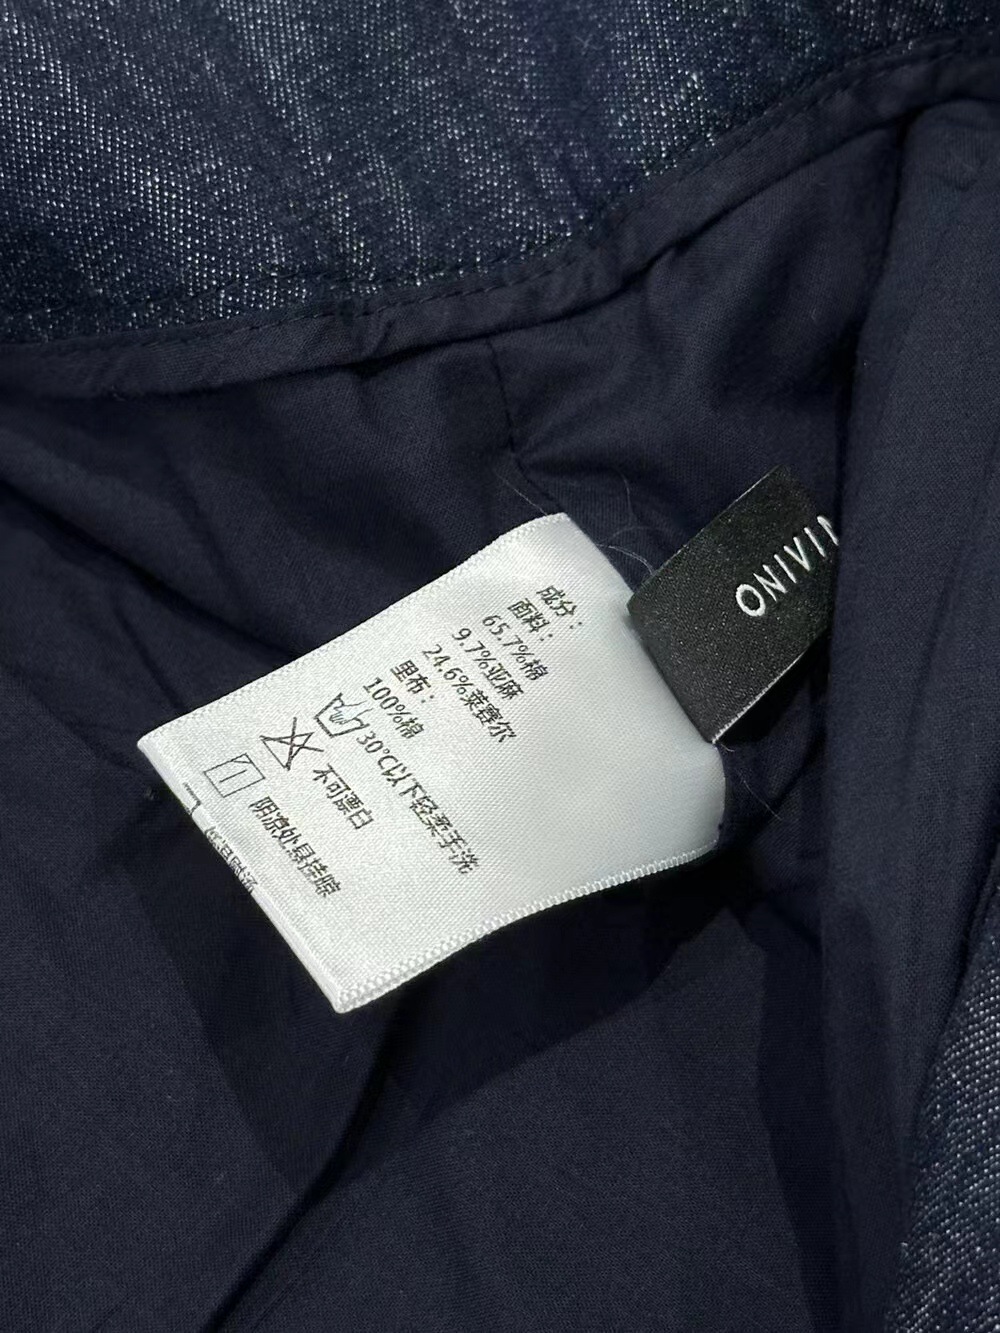 成分：
面料：
65.7%棉
9.7%亚麻
24.6%莱赛尔
里布：
100%棉
30℃以下轻柔手洗
不可漂白
阴凉处悬挂晾
ONIVI